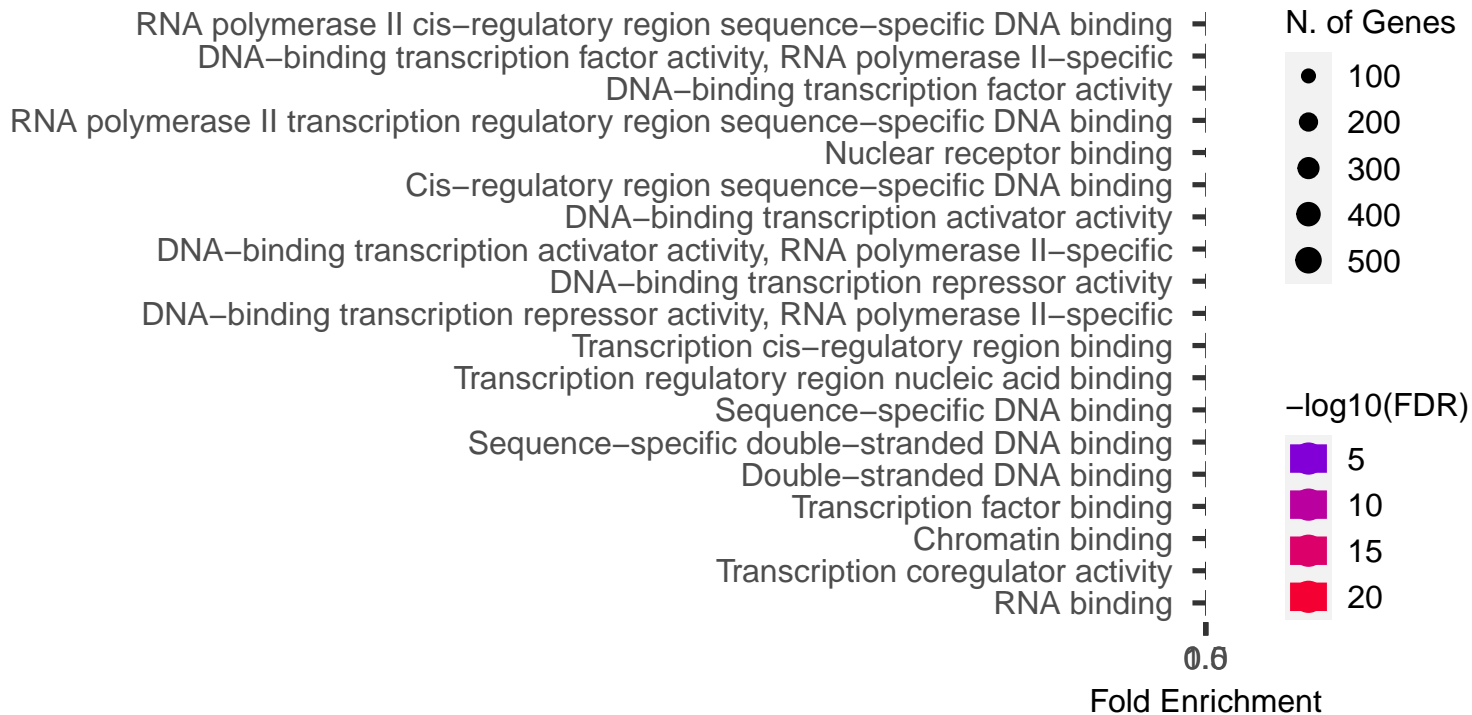 RNA polymerase II cis−regulatory region sequence−specific DNA binding
DNA−binding transcription factor activity, RNA polymerase II−specific
DNA−binding transcription factor activity
RNA polymerase II transcription regulatory region sequence−specific DNA binding
Nuclear receptor binding
Cis−regulatory region sequence−specific DNA binding
DNA−binding transcription activator activity
DNA−binding transcription activator activity, RNA polymerase II−specific
DNA−binding transcription repressor activity
DNA−binding transcription repressor activity, RNA polymerase II−specific
Transcription cis−regulatory region binding
Transcription regulatory region nucleic acid binding
Sequence−specific DNA binding
Sequence−specific double−stranded DNA binding
Double−stranded DNA binding
Transcription factor binding
Chromatin binding
Transcription coregulator activity
RNA binding
Fold Enrichment
N. of Genes
100
200
300
400
500
−log10(FDR)
5
10
15
20